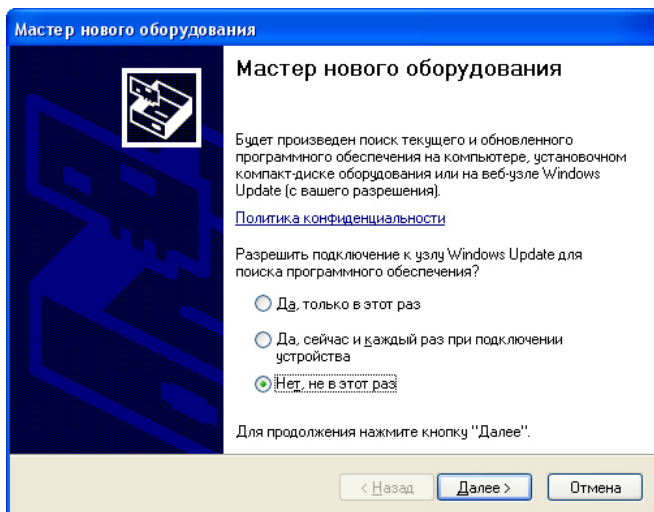 Мастер нового оборудования
Мастер нового оборудования
Будет произведен поиск текущего и обновленного
программного обеспечения на компьютере, установочном
компакт-диске оборудования или на веб-узле Windows
Update (с вашего разрешения).
Политика конфиденциальности
Разрешить подключение к узлу Windows Update для
поиска программного обеспечения?
Да, только в этот раз
Да, сейчас и каждый раз при подключении
устройства
Нет, не в этот раз
Для продолжения нажмите кнопку "Далее".
< Назад Далее > Отмена